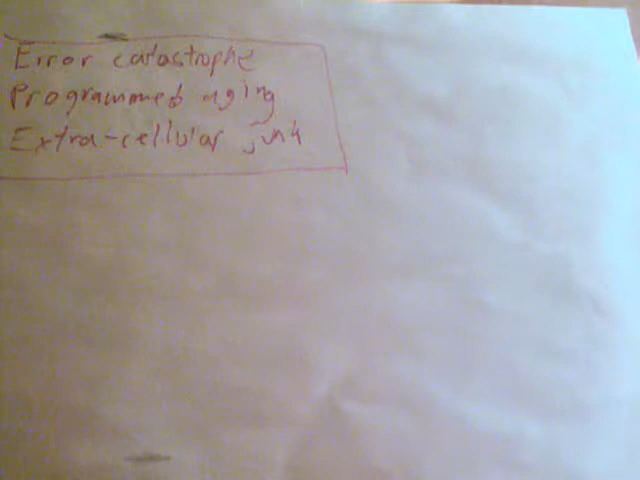 Error catastrophe
Programmed aging
Extra-cellular junk